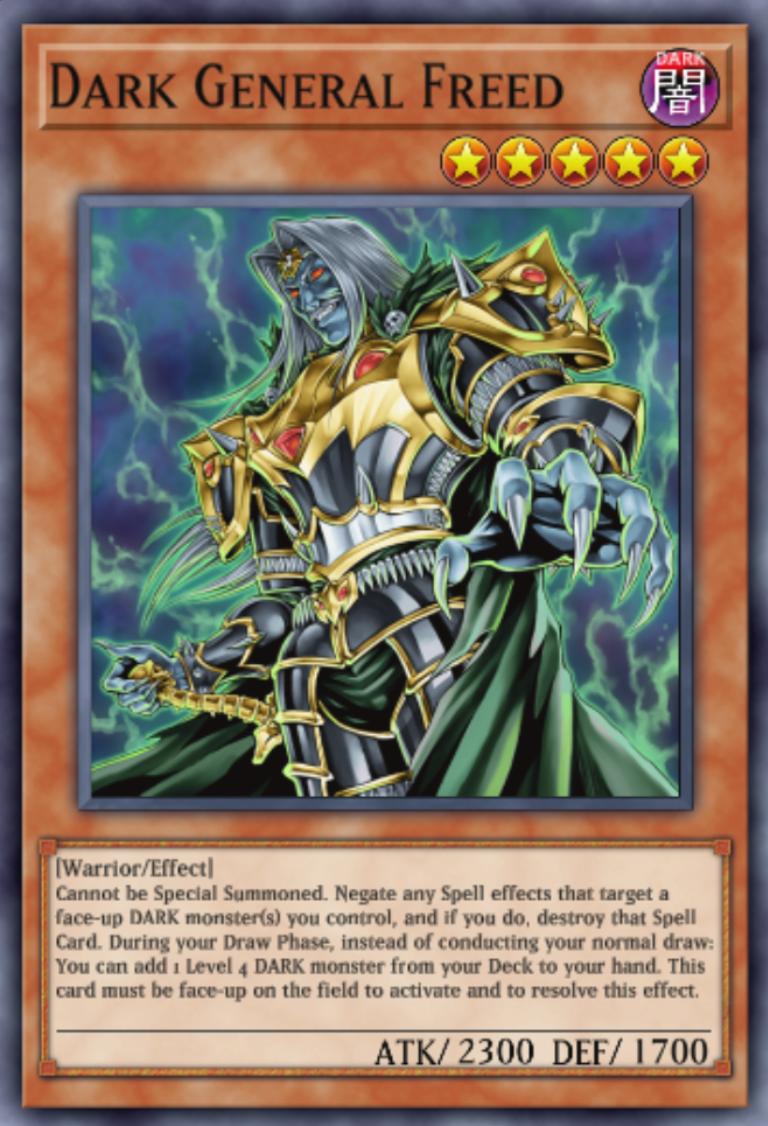 DARK GENERAL FREED
DARK
闇
[Warrior/Effect]
Cannot be Special Summoned. Negate any Spell effects that target a
face-up DARK monster(s) you control, and if you do, destroy that Spell
Card. During your Draw Phase, instead of conducting your normal draw:
You can add 1 Level 4 DARK monster from your Deck to your hand. This
card must be face-up on the field to activate and to resolve this effect.
ATK/ 2300 DEF/ 1700